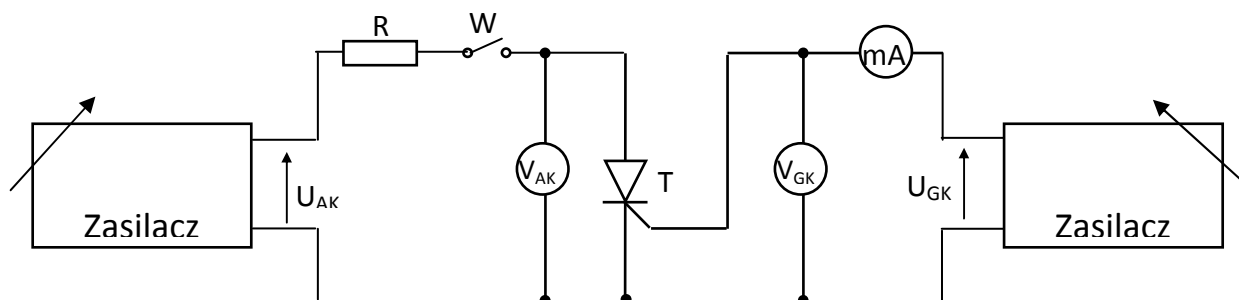 R
W
mA
V_AK
T
V_GK
U_AK
U_GK
Zasilacz
Zasilacz